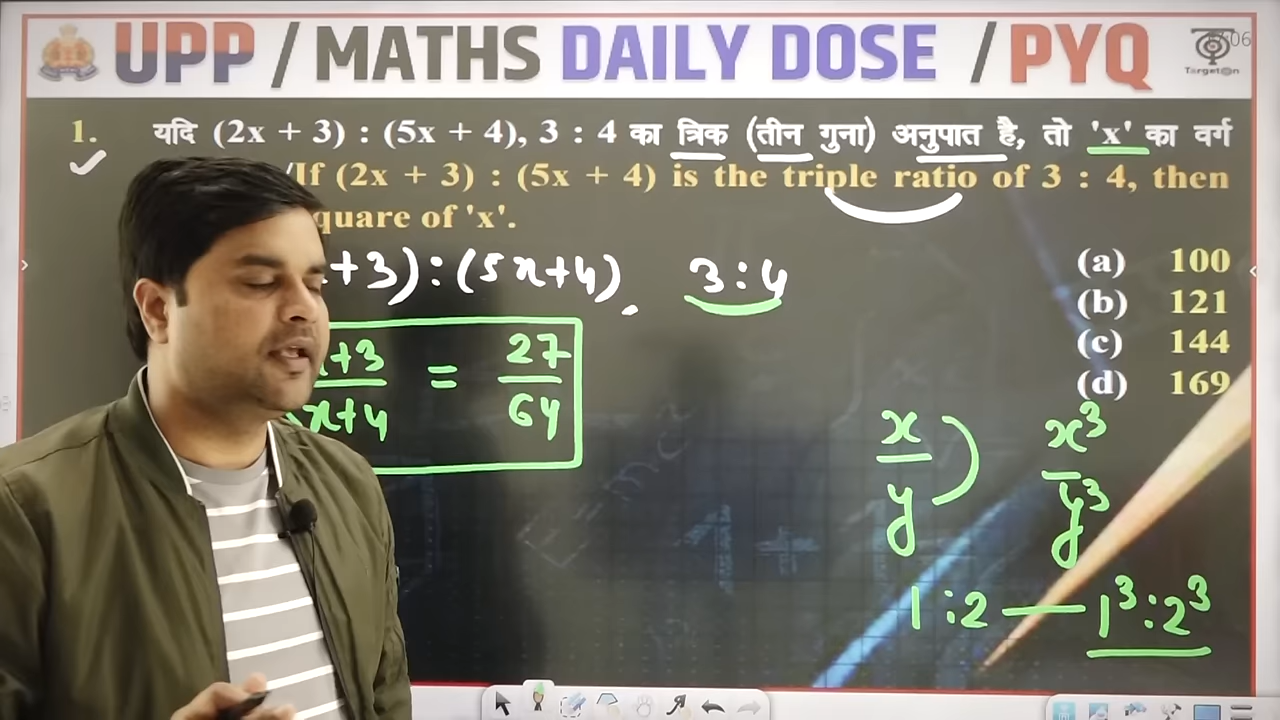 UPP / MATHS DAILY DOSE / PYQ
Target@n
06
1. यदि (2x + 3) : (5x + 4), 3 : 4 का त्रिक (तीन गुना) अनुपात है, तो 'x' का वर्ग
/If (2x + 3) : (5x + 4) is the triple ratio of 3 : 4, then
quare of 'x'.
+3) : (5x+4) 3:4
(a) 100
(b) 121
(c) 144
(d) 169
x+3 / x+4 = 27 / 64
x / y ) x³ / y³
1:2 — 1³:2³